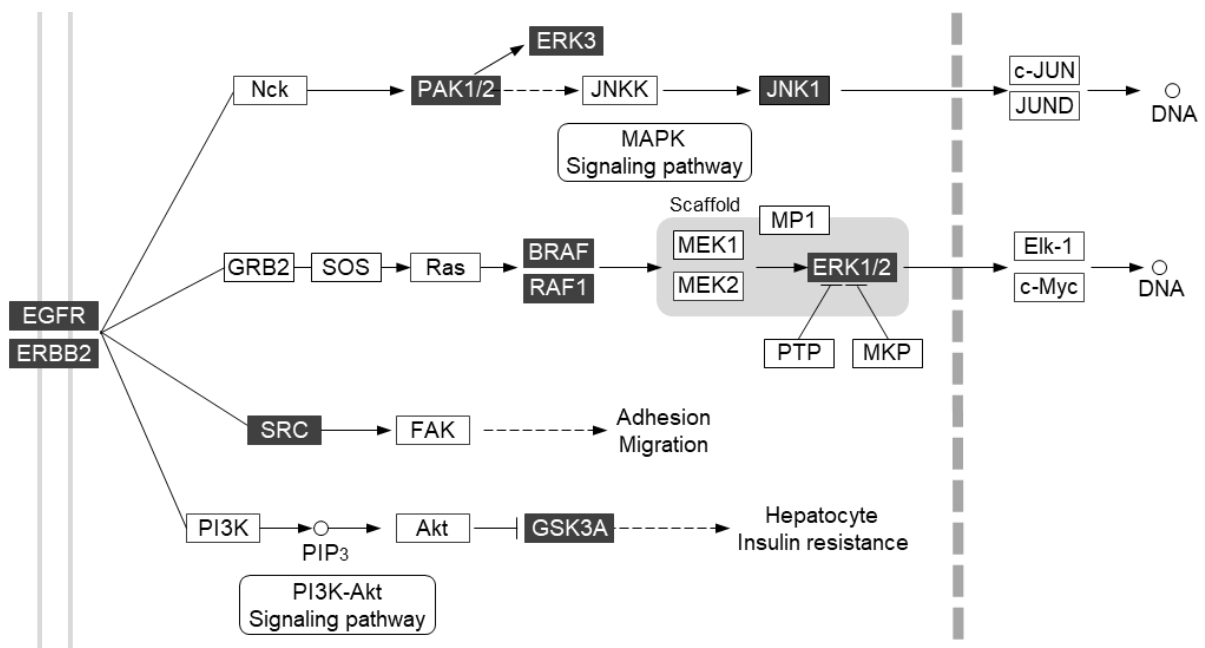 ERK3
Nck
PAK1/2
JNKK
JNK1
c-JUN
JUND
DNA
MAPK
Signaling pathway
Scaffold
MP1
GRB2
SOS
Ras
BRAF
RAF1
MEK1
MEK2
ERK1/2
Elk-1
c-Myc
DNA
PTP
MKP
EGFR
ERBB2
SRC
FAK
Adhesion
Migration
PI3K
PIP3
Akt
GSK3A
Hepatocyte
Insulin resistance
PI3K-Akt
Signaling pathway